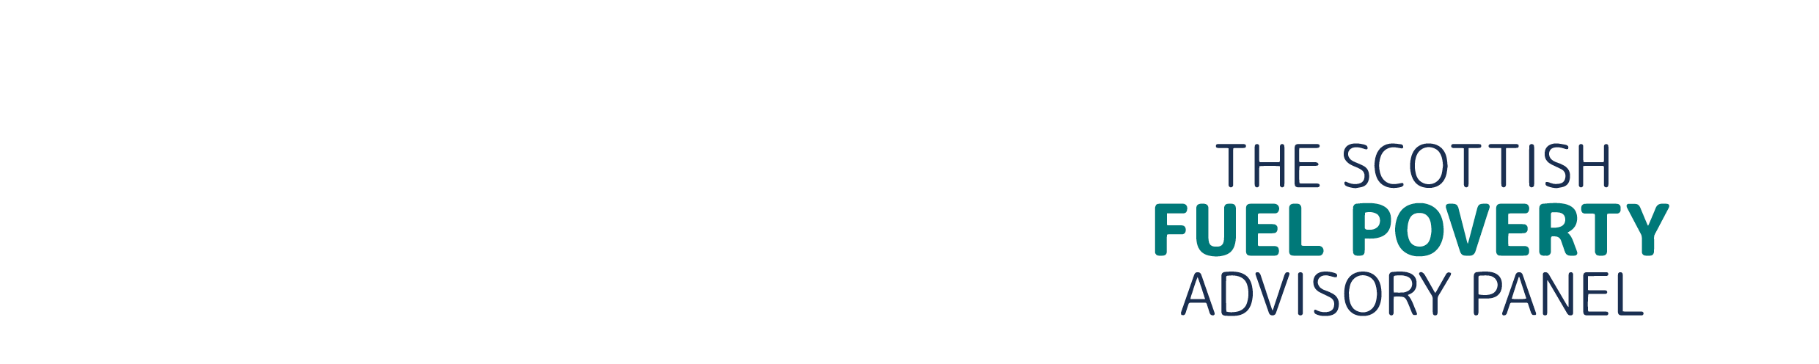 THE SCOTTISH
FUEL POVERTY
ADVISORY PANEL